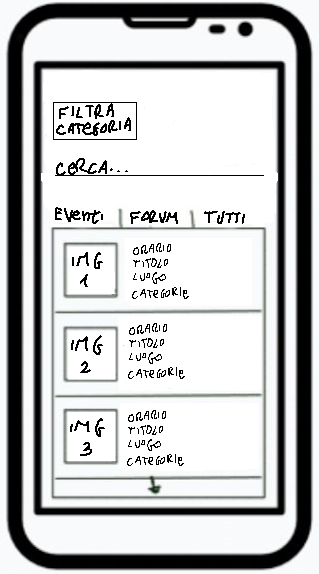 FILTRA
CATEGORIA
CERCA...
EVENTI | FORUM | TUTTI
IMG
1
ORARIO
TITOLO
LUOGO
CATEGORIE
IMG
2
ORARIO
TITOLO
LUOGO
CATEGORIE
IMG
3
ORARIO
TITOLO
LUOGO
CATEGORIE